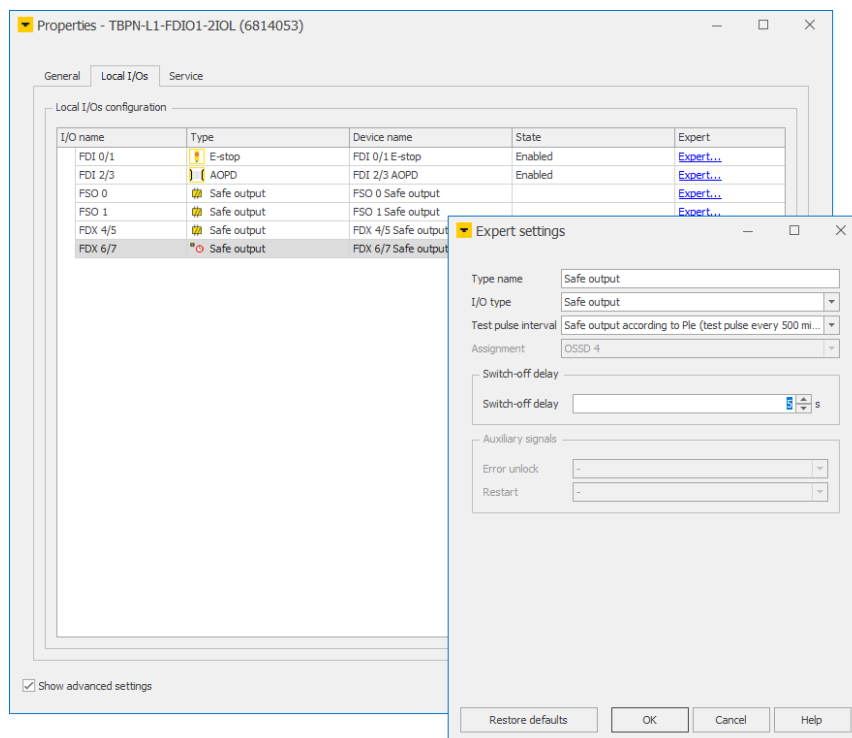 Properties - TBPN-L1-FDIO1-2IOL (6814053)
General Local I/Os Service
Local I/Os configuration
I/O name Type Device name State Expert
FDI 0/1 E-stop FDI 0/1 E-stop Enabled Expert...
FDI 2/3 AOPD FDI 2/3 AOPD Enabled Expert...
FSO 0 Safe output FSO 0 Safe output Expert...
FSO 1 Safe output FSO 1 Safe output Expert...
FDX 4/5 Safe output FDX 4/5 Safe output
FDX 6/7 Safe output FDX 6/7 Safe output
Show advanced settings
Expert settings
Type name Safe output
I/O type Safe output
Test pulse interval Safe output according to Ple (test pulse every 500 mi...
Assignment OSSD 4
Switch-off delay
Switch-off delay 5 s
Auxiliary signals
Error unlock -
Restart -
Restore defaults OK Cancel Help